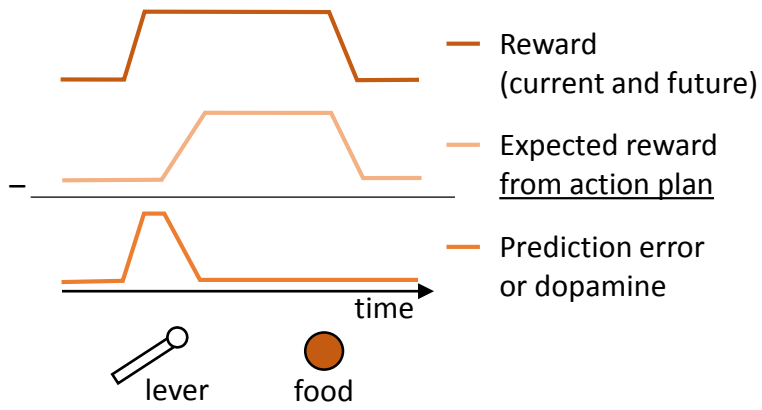 Reward
(current and future)
Expected reward
from action plan
–
Prediction error
or dopamine
time
lever
food